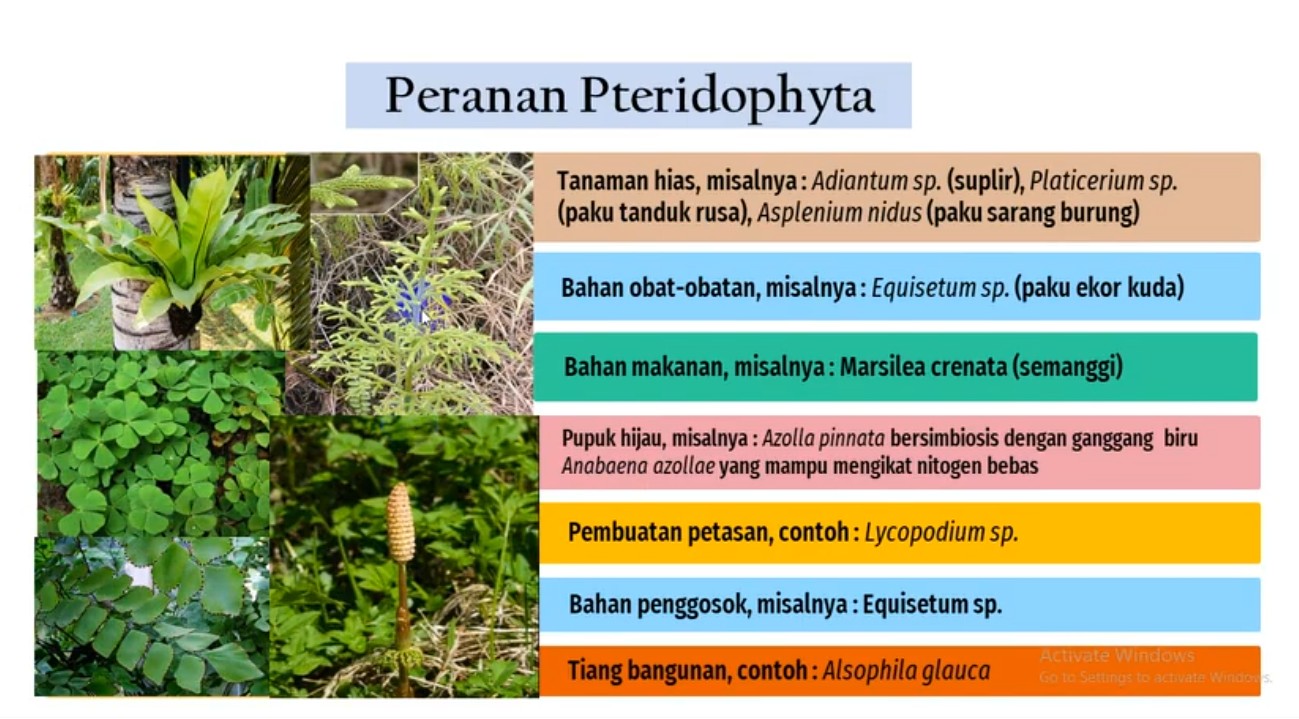 Peranan Pteridophyta
Tanaman hias, misalnya : Adiantum sp. (suplir), Platicerium sp.
(paku tanduk rusa), Asplenium nidus (paku sarang burung)
Bahan obat-obatan, misalnya : Equisetum sp. (paku ekor kuda)
Bahan makanan, misalnya : Marsilea crenata (semanggi)
Pupuk hijau, misalnya : Azolla pinnata bersimbiosis dengan ganggang biru
Anabaena azollae yang mampu mengikat nitogen bebas
Pembuatan petasan, contoh : Lycopodium sp.
Bahan penggosok, misalnya : Equisetum sp.
Tiang bangunan, contoh : Alsophila glauca
Activate Windows
Go to Settings to activate Windows.